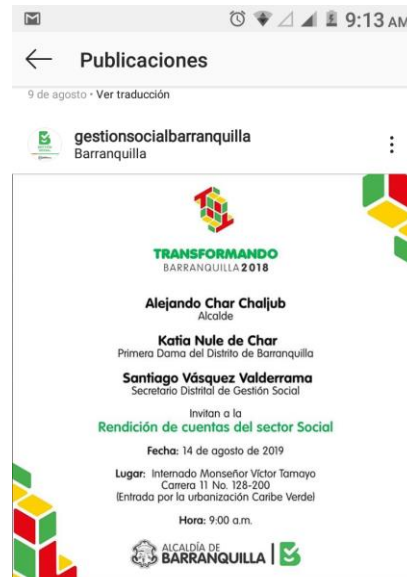 9:13 AM
Publicaciones
9 de agosto • Ver traducción
gestionsocialbarranquilla
Barranquilla
TRANSFORMANDO
BARRANQUILLA 2018
Alejando Char Chaljub
Alcalde
Katia Nule de Char
Primera Dama del Distrito de Barranquilla
Santiago Vásquez Valderrama
Secretario Distrital de Gestión Social
Invitan a la
Rendición de cuentas del sector Social
Fecha: 14 de agosto de 2019
Lugar: Internado Monseñor Víctor Tamayo
Carrera 11 No. 128-200
(Entrada por la urbanización Caribe Verde)
Hora: 9:00 a.m.
ALCALDÍA DE
BARRANQUILLA